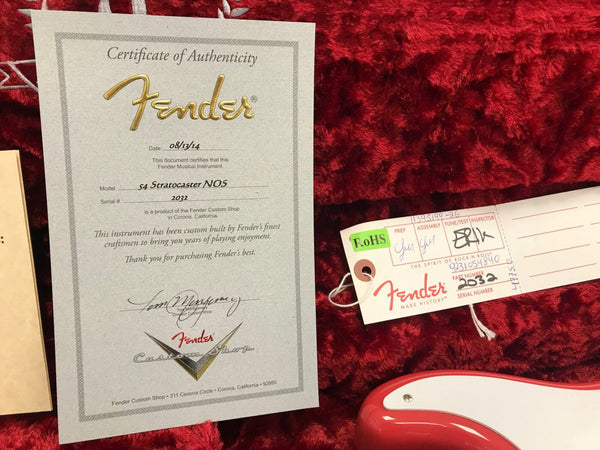 Certificate of Authenticity
Fender®
Date 08/13/14
This document certifies that this
Fender Musical Instrument.
Model 54 Stratocaster NOS
Serial # 2032
is a product of the Fender Custom Shop
in Corona, California
This instrument has been custom built by Fender's finest
craftsmen to bring you years of playing enjoyment.
Thank you for purchasing Fender's best.
Fender
Custom Shop
Fender Custom Shop • 311 Cessna Circle • Corona, California • 92880
RoHS
PREP ASSEMBLY TUNE/TEST INSPECTOR
ERIK
THE SPIRIT OF ROCK-N-ROLL
9231054840
PART NUMBER
2032
SERIAL NUMBER
Fender
MAKE HISTORY